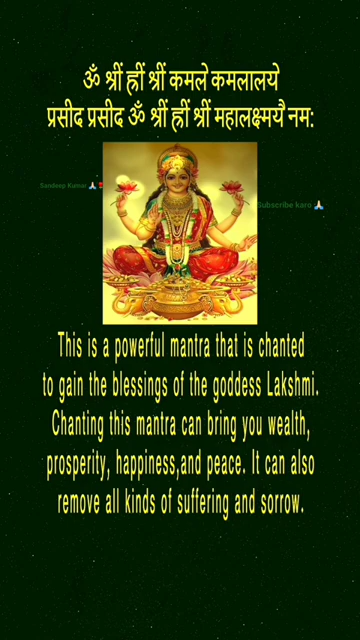 ॐ श्रीं ह्रीं श्रीं कमले कमलालये
प्रसीद प्रसीद ॐ श्रीं ह्रीं श्रीं महालक्ष्मयै नम:
Sandeep Kumar 🙏🏻❣️
Subscribe karo 🙏🏻
This is a powerful mantra that is chanted
to gain the blessings of the goddess Lakshmi.
Chanting this mantra can bring you wealth,
prosperity, happiness,and peace. It can also
remove all kinds of suffering and sorrow.